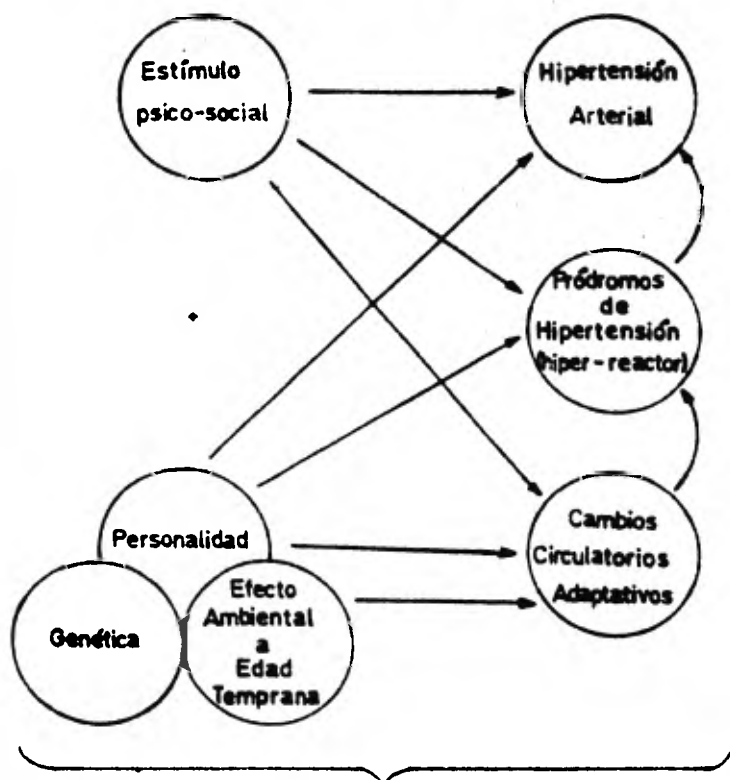 Estímulo
psico-social
Hipertensión
Arterial
Pródromos
de
Hipertensión
(hiper-reactor)
Personalidad
Genética
Efecto
Ambiental
a
Edad
Temprana
Cambios
Circulatorios
Adaptativos